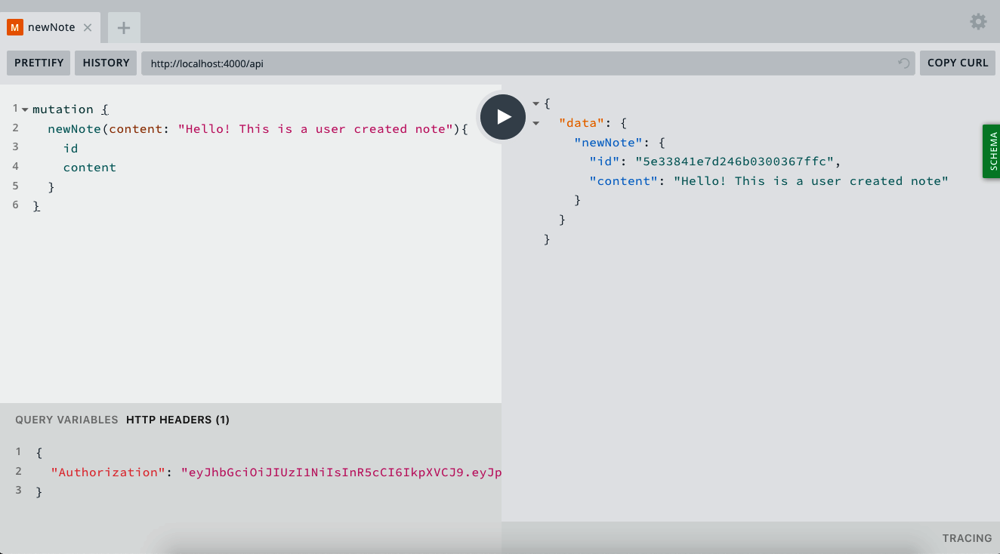 M newNote
PRETTIFY HISTORY http://localhost:4000/api COPY CURL
1 mutation {
2 newNote(content: "Hello! This is a user created note"){
3 id
4 content
5 }
6 }
{
"data": {
"newNote": {
"id": "5e33841e7d246b0300367ffc",
"content": "Hello! This is a user created note"
}
}
}
SCHEMA
QUERY VARIABLES HTTP HEADERS (1)
1 {
2 "Authorization": "eyJhbGciOiJIUzI1NiIsInR5cCI6IkpXVCJ9.eyJp
3 }
TRACING